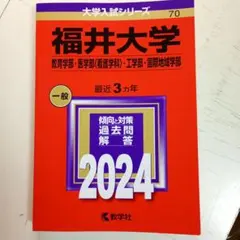 大学入試シリーズ
70
福井大学
教育学部・医学部〈看護学科〉・工学部・国際地域学部
一般
最近3カ年
傾向と対策
過去問
解答
2024
教学社